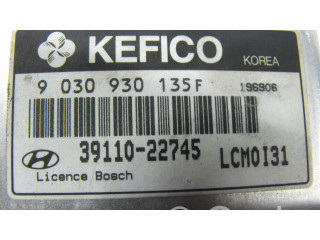 KEFICO KOREA
9 030 930 135F 196906
39110-22745 LCM0I31
Licence Bosch